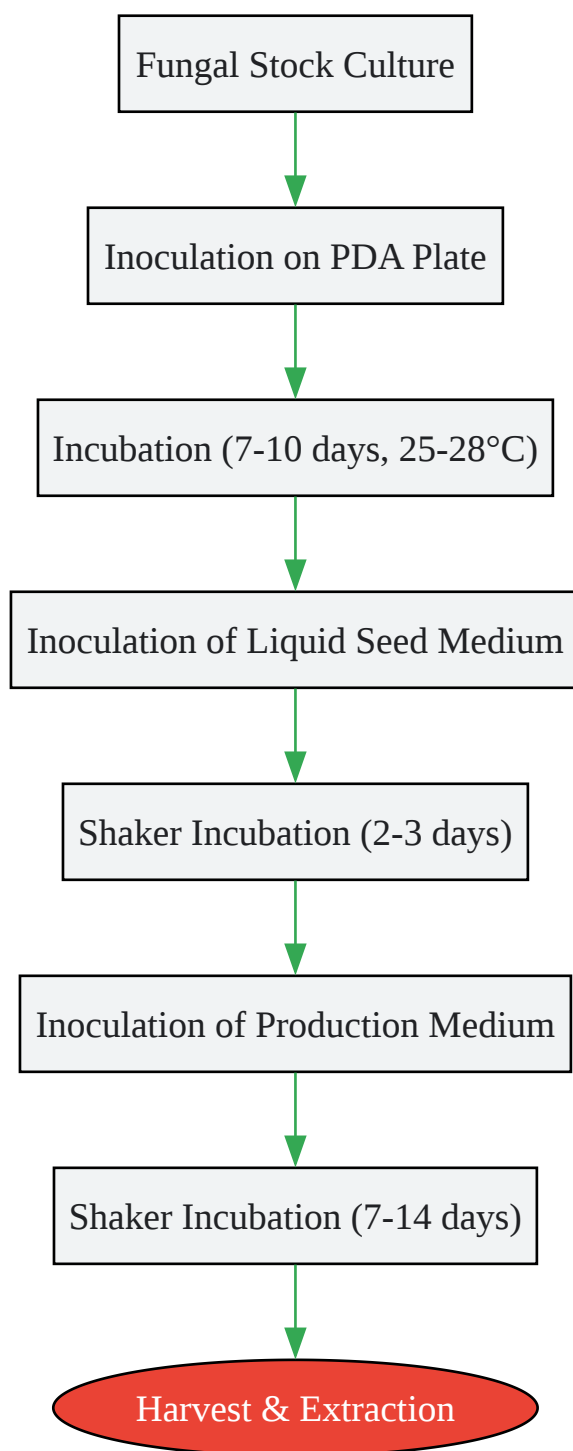 Fungal Stock Culture
Inoculation on PDA Plate
Incubation (7-10 days, 25-28°C)
Inoculation of Liquid Seed Medium
Shaker Incubation (2-3 days)
Inoculation of Production Medium
Shaker Incubation (7-14 days)
Harvest & Extraction